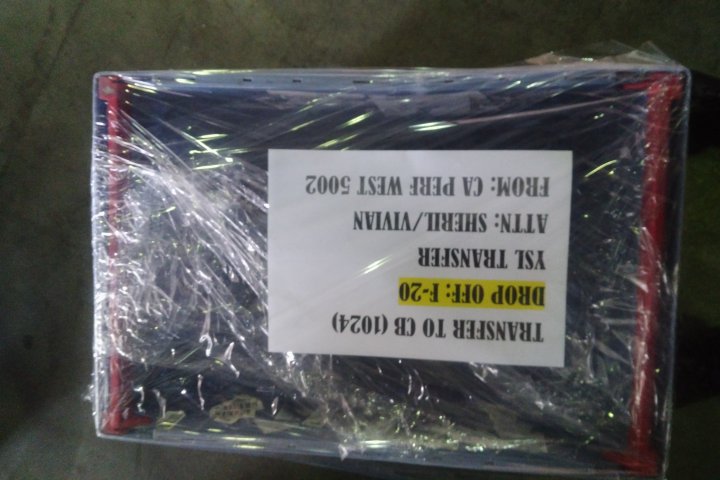 TRANSFER TO CB (1024)
DROP OFF: F-20
YSL TRANSFER
ATTN: SHERIL/VIVIAN
FROM: CA PERF WEST 5002